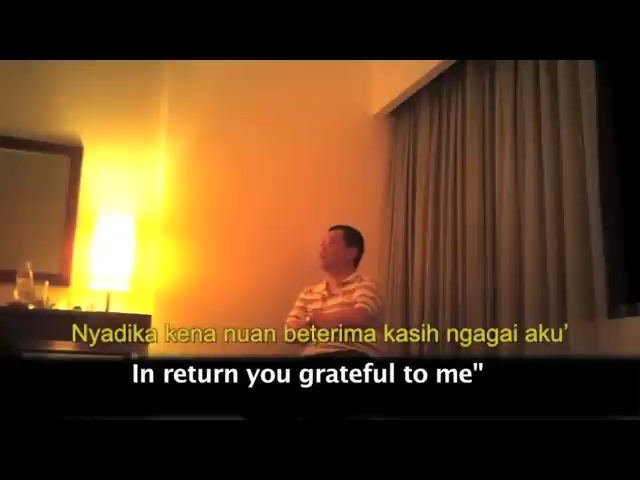 Nyadika kena nuan beterima kasih ngagai aku’
In return you grateful to me"